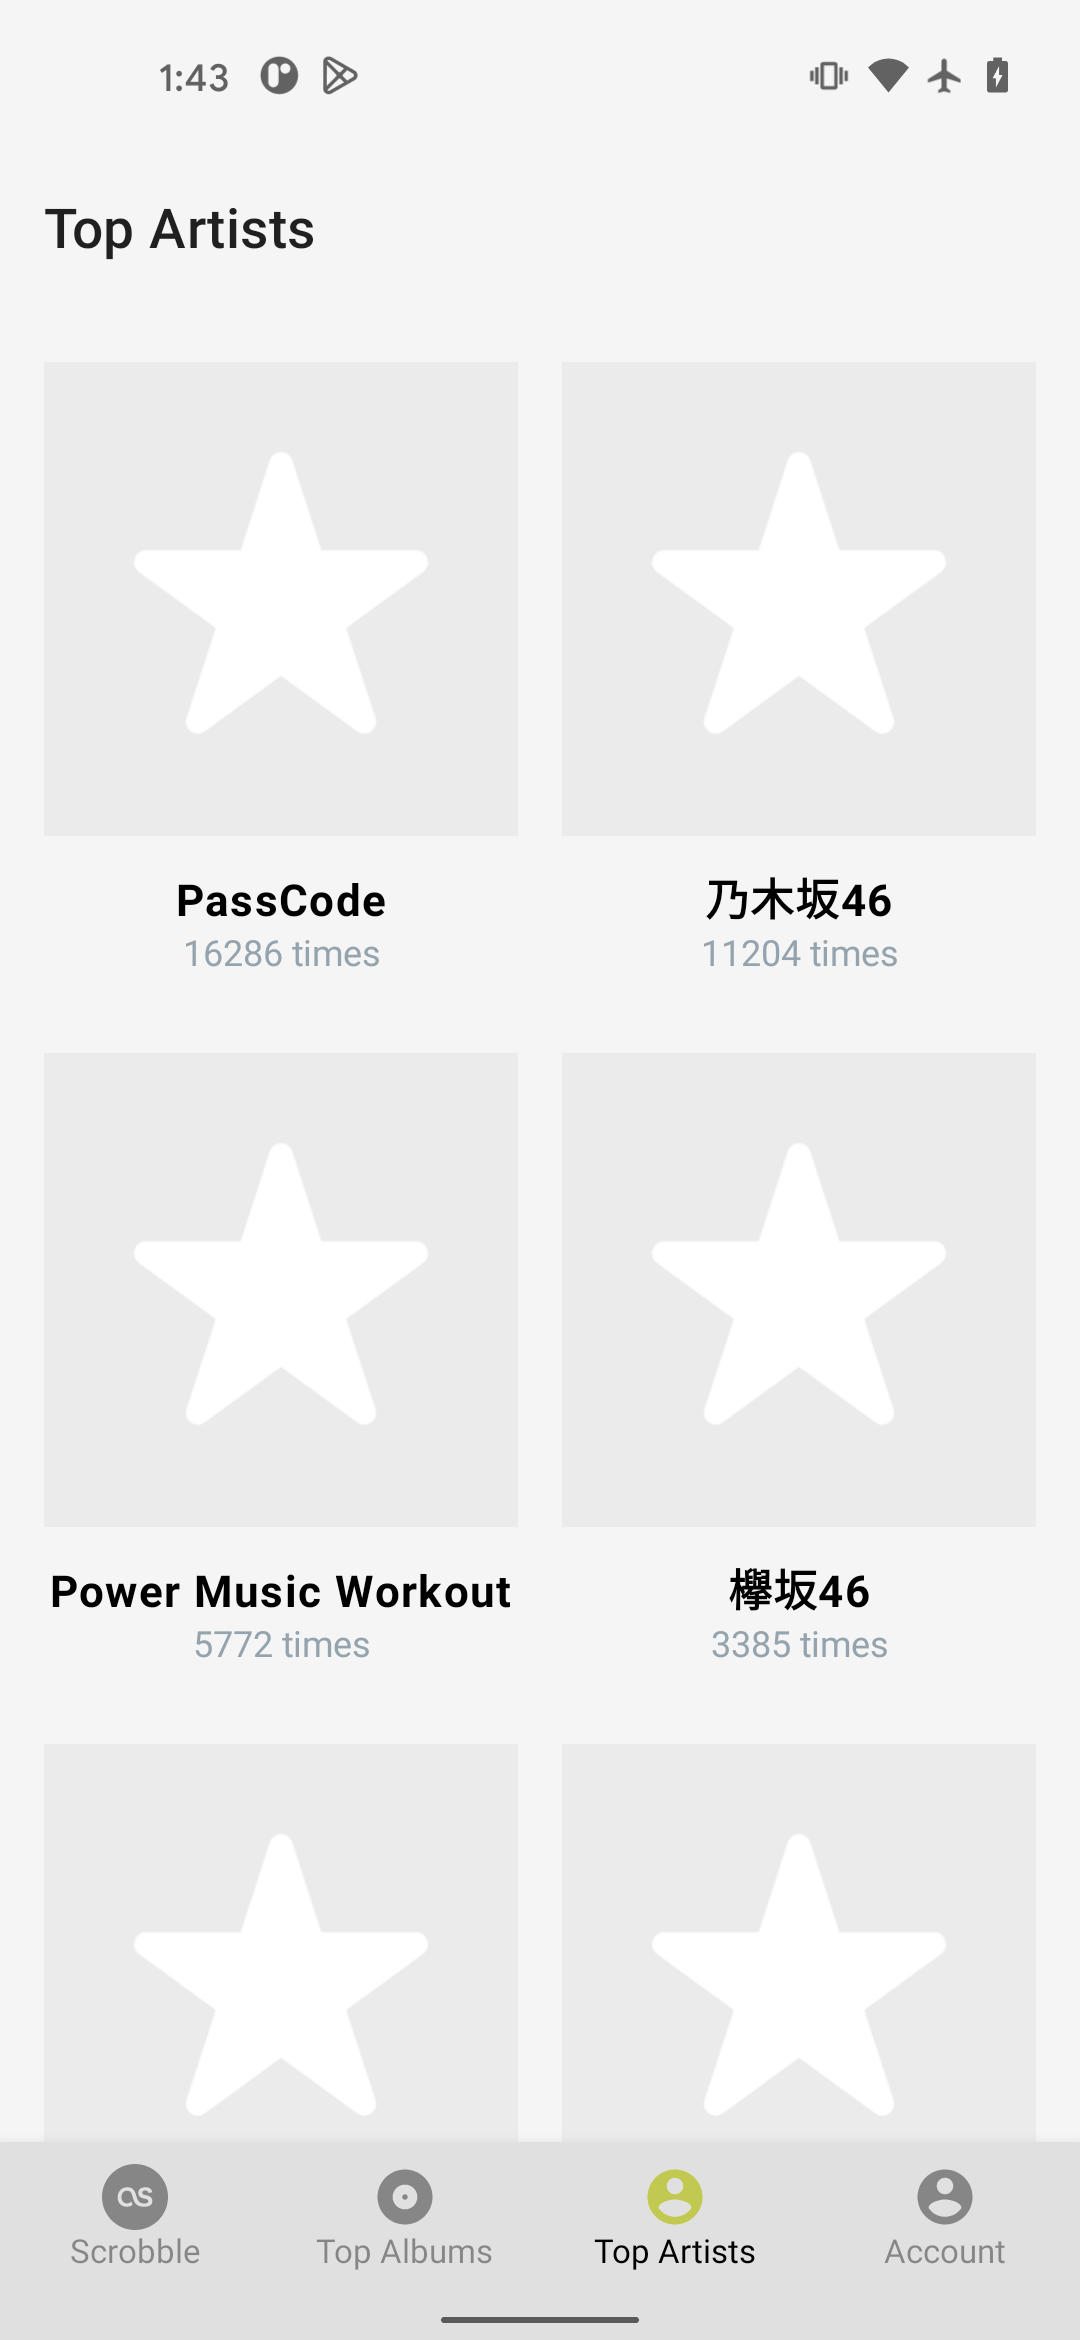 1:43
Top Artists
PassCode
16286 times
乃木坂46
11204 times
Power Music Workout
5772 times
欅坂46
3385 times
Scrobble
Top Albums
Top Artists
Account